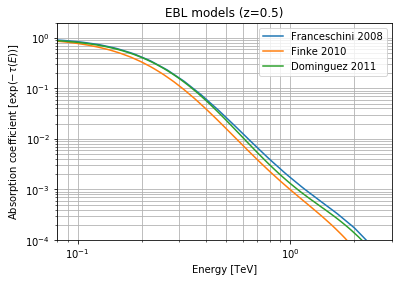 EBL models (z=0.5)
Absorption coefficient [exp(− τ(E))]
10⁰
10⁻¹
10⁻²
10⁻³
10⁻⁴
Franceschini 2008
Finke 2010
Dominguez 2011
10⁻¹
10⁰
Energy [TeV]